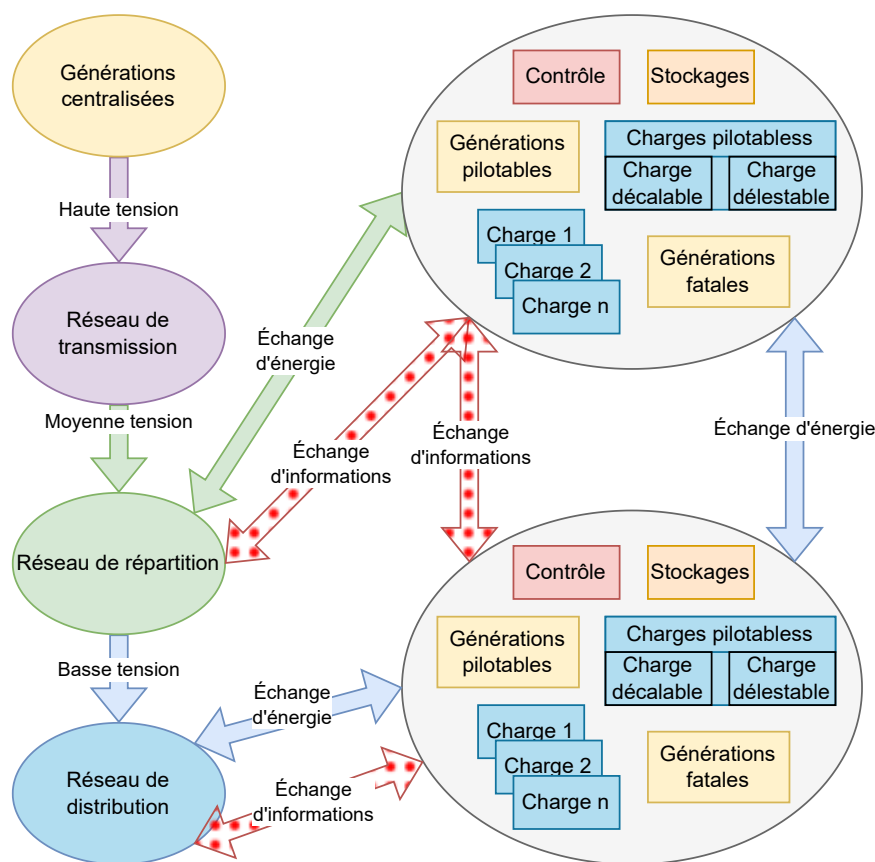 Générations
centralisées
Haute tension
Réseau de
transmission
Moyenne tension
Réseau de répartition
Basse tension
Réseau de
distribution
Échange
d'énergie
Échange
d'informations
Échange
d'informations
Échange d'énergie
Échange
d'énergie
Échange
d'informations
Contrôle
Stockages
Générations
pilotables
Charges pilotabless
Charge
décalable
Charge
délestable
Charge 1
Charge 2
Charge n
Générations
fatales
Contrôle
Stockages
Générations
pilotables
Charges pilotabless
Charge
décalable
Charge
délestable
Charge 1
Charge 2
Charge n
Générations
fatales